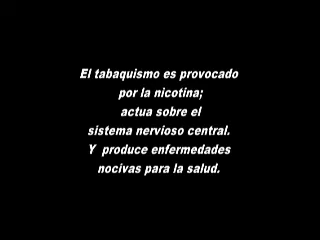 El tabaquismo es provocado
por la nicotina;
actua sobre el
sistema nervioso central.
Y produce enfermedades
nocivas para la salud.